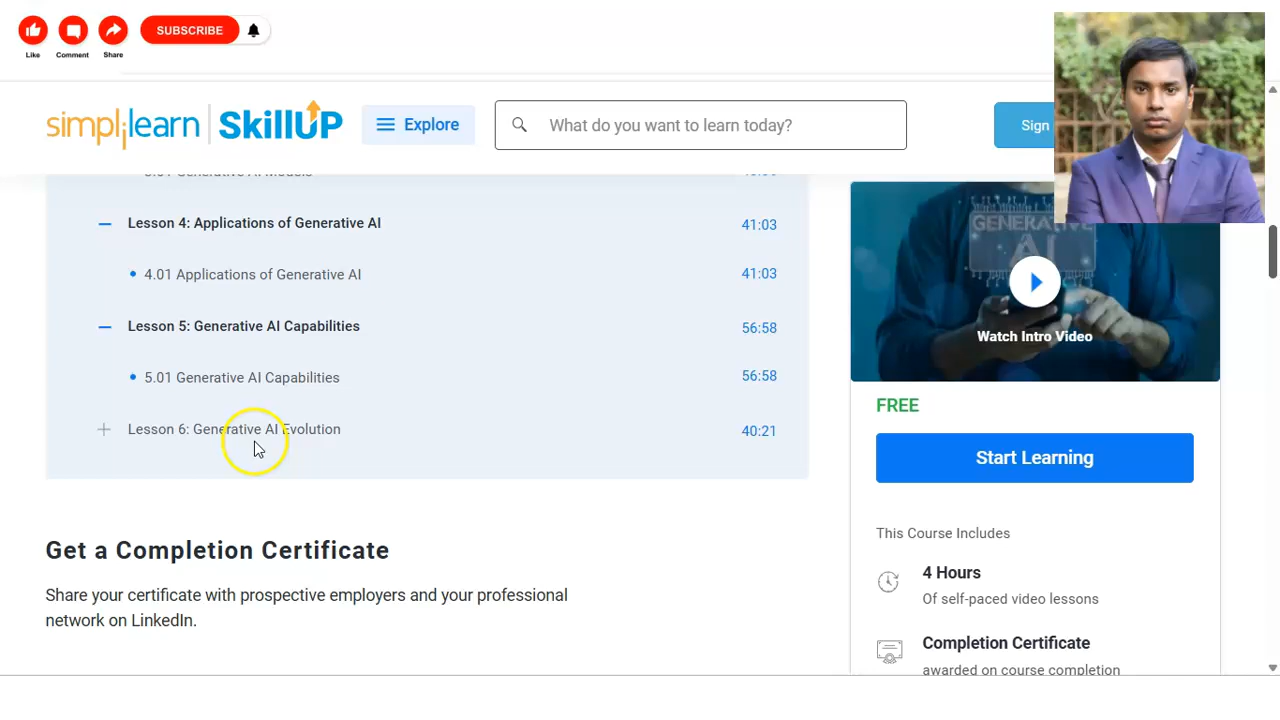 Like
Comment
Share
SUBSCRIBE
simplilearn
SkillUP
Explore
What do you want to learn today?
Sign
Lesson 4: Applications of Generative AI
41:03
4.01 Applications of Generative AI
41:03
Lesson 5: Generative AI Capabilities
56:58
5.01 Generative AI Capabilities
56:58
Lesson 6: Generative AI Evolution
40:21
Get a Completion Certificate
Share your certificate with prospective employers and your professional
network on LinkedIn.
GENERATIVE
AI
Watch Intro Video
FREE
Start Learning
This Course Includes
4 Hours
Of self-paced video lessons
Completion Certificate
awarded on course completion